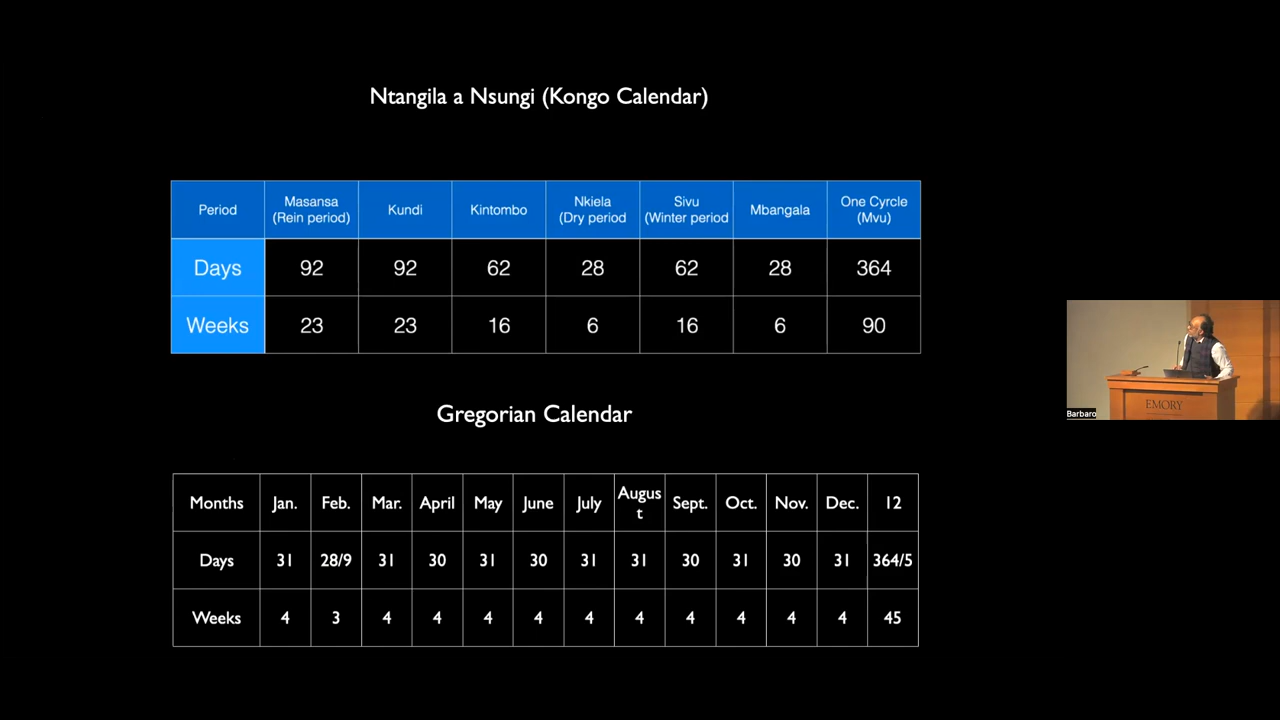 Ntangila a Nsungi (Kongo Calendar)
Period Masansa (Rein period) Kundi Kintombo Nkiela (Dry period Sivu (Winter period Mbangala One Cyrcle (Mvu)
Days 92 92 62 28 62 28 364
Weeks 23 23 16 6 16 6 90
Gregorian Calendar
Months Jan. Feb. Mar. April May June July August Sept. Oct. Nov. Dec. 12
Days 31 28/9 31 30 31 30 31 31 30 31 30 31 364/5
Weeks 4 3 4 4 4 4 4 4 4 4 4 4 45
EMORY
Barbaro